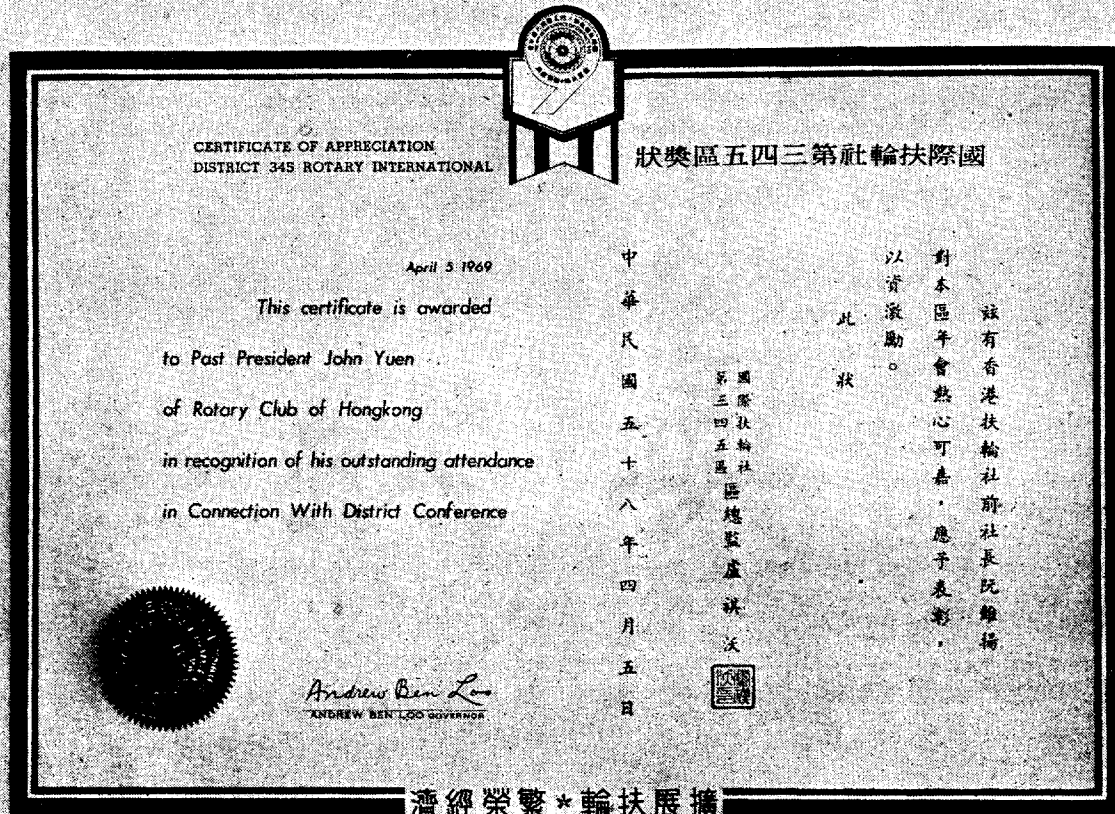 CERTIFICATE OF APPRECIATION
DISTRICT 345 ROTARY INTERNATIONAL
April 5 1969
This certificate is awarded
to Past President John Yuen
of Rotary Club of Hongkong
in recognition of his outstanding attendance
in Connection With District Conference
Andrew Ben Loo
ANDREW BEN LOO GOVERNOR
國際扶輪社第三四五區獎狀
茲有香港扶輪社前社長阮維揚
對本區年會熱心可嘉，應予表彰，
以資激勵。
此狀
國際扶輪社
第三四五區
區總監盧祺沃
中華民國五十八年四月五日
擴展扶輪*繁榮經濟